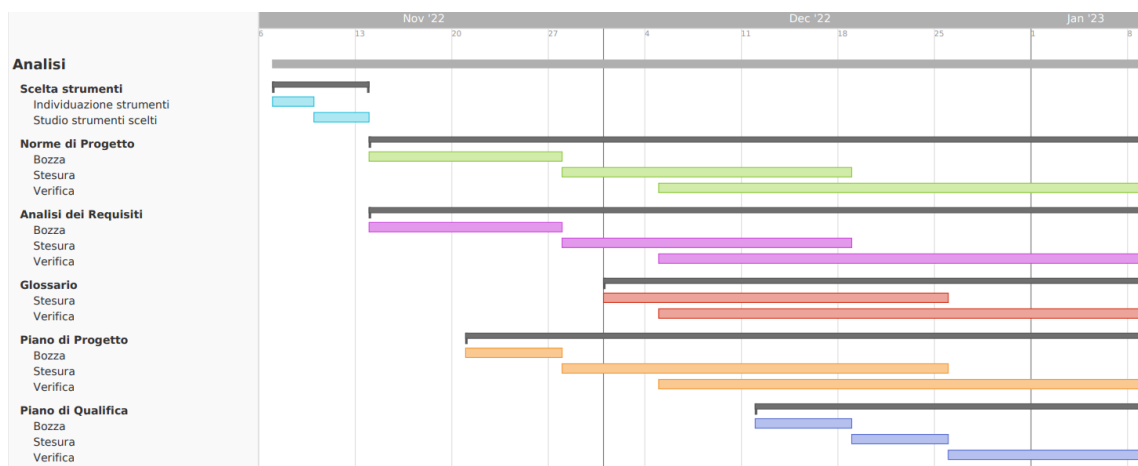 Nov '22 Dec '22 Jan '23
6 13 20 27 4 11 18 25 1 8
Analisi
Scelta strumenti
Individuazione strumenti
Studio strumenti scelti
Norme di Progetto
Bozza
Stesura
Verifica
Analisi dei Requisiti
Bozza
Stesura
Verifica
Glossario
Stesura
Verifica
Piano di Progetto
Bozza
Stesura
Verifica
Piano di Qualifica
Bozza
Stesura
Verifica